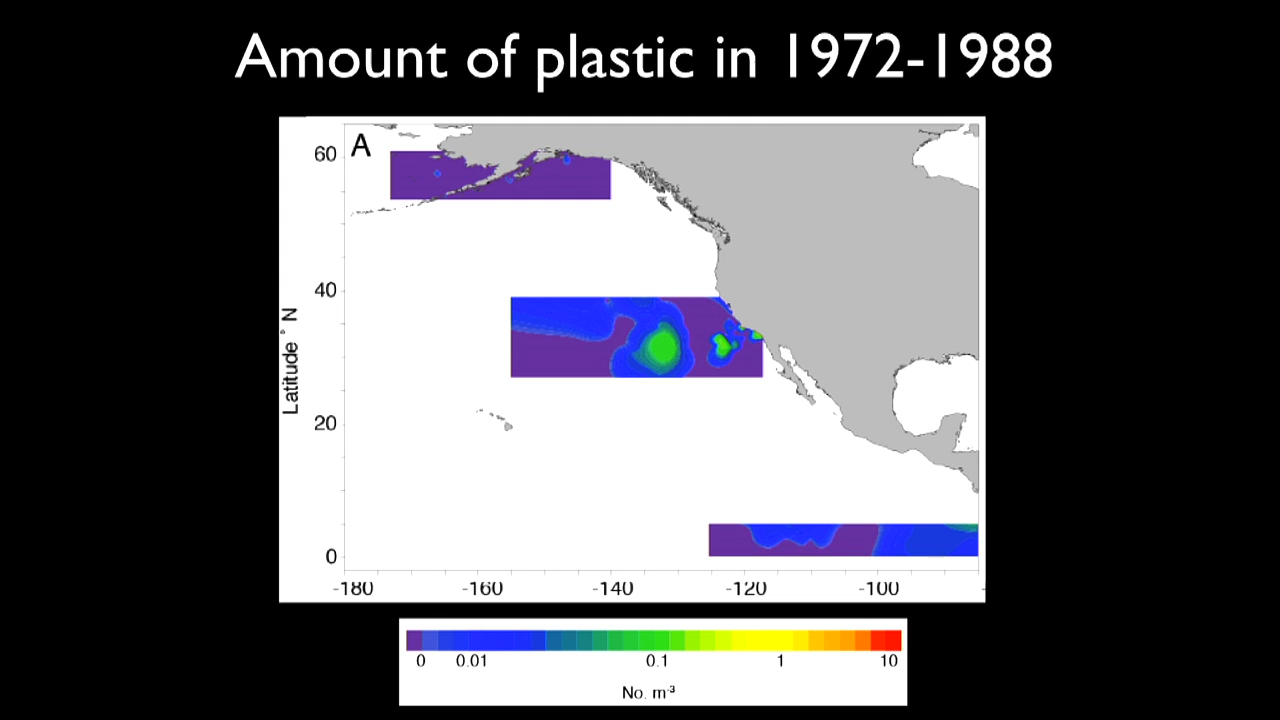 Amount of plastic in 1972-1988
A
60
40
20
0
Latitude ° N
-180 -160 -140 -120 -100
0 0.01 0.1 1 10
No. m⁻³